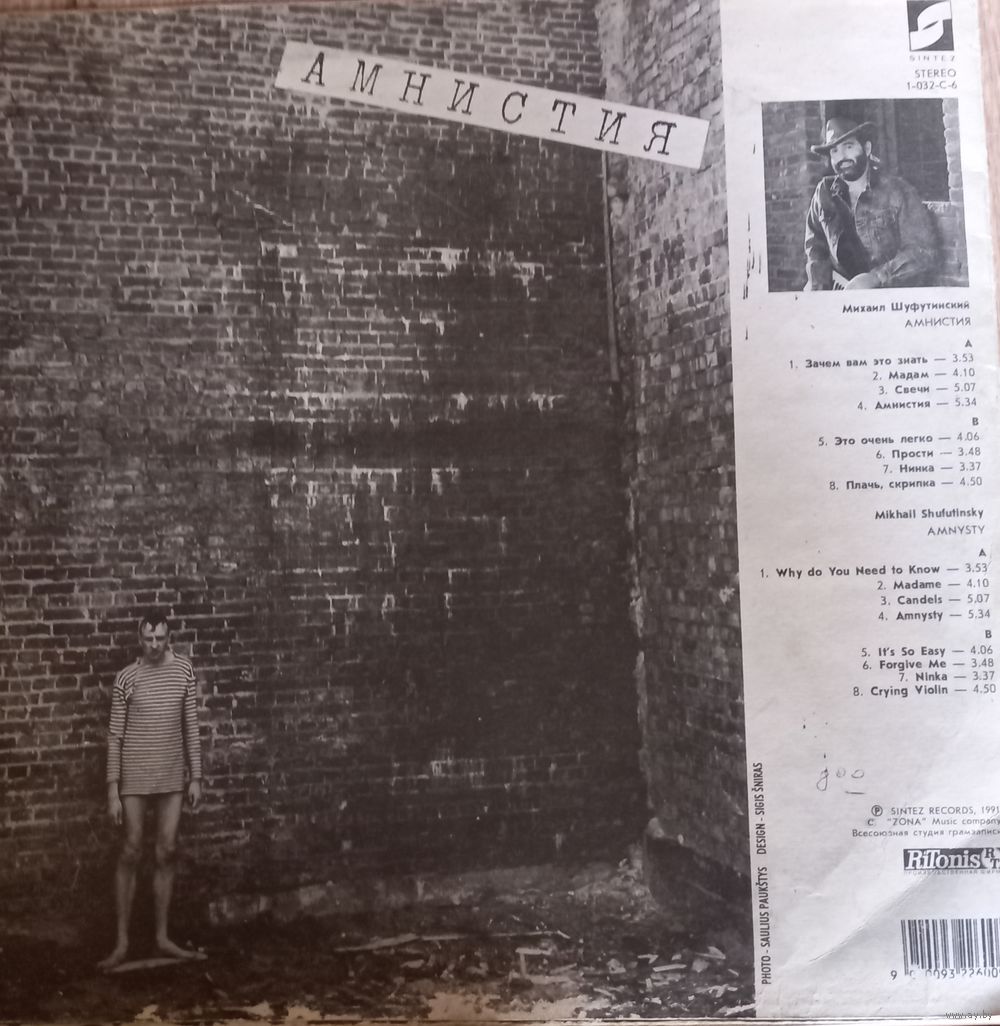 АМНИСТИЯ
SINTEZ
STEREO
1-032-C-6
Михаил Шуфутинский
АМНИСТИЯ
A
1. Зачем вам это знать — 3.53
2. Мадам — 4.10
3. Свечи — 5.07
4. Амнистия — 5.34
B
5. Это очень легко — 4.06
6. Прости — 3.48
7. Нинка — 3.37
8. Плачь, скрипка — 4.50
Mikhail Shufutinsky
AMNYSTY
A
1. Why do You Need to Know — 3.53
2. Madame — 4.10
3. Candels — 5.07
4. Amnysty — 5.34
B
5. It's So Easy — 4.06
6. Forgive Me — 3.48
7. Ninka — 3.37
8. Crying Violin — 4.50
PHOTO - SAULIUS PAUKŠTYS DESIGN - SIGIS ŠNIRAS
Ⓟ SINTEZ RECORDS, 1991
C. "ZONA" Music company
Всесоюзная студия грамзаписи
RiTonis
www.ay.by